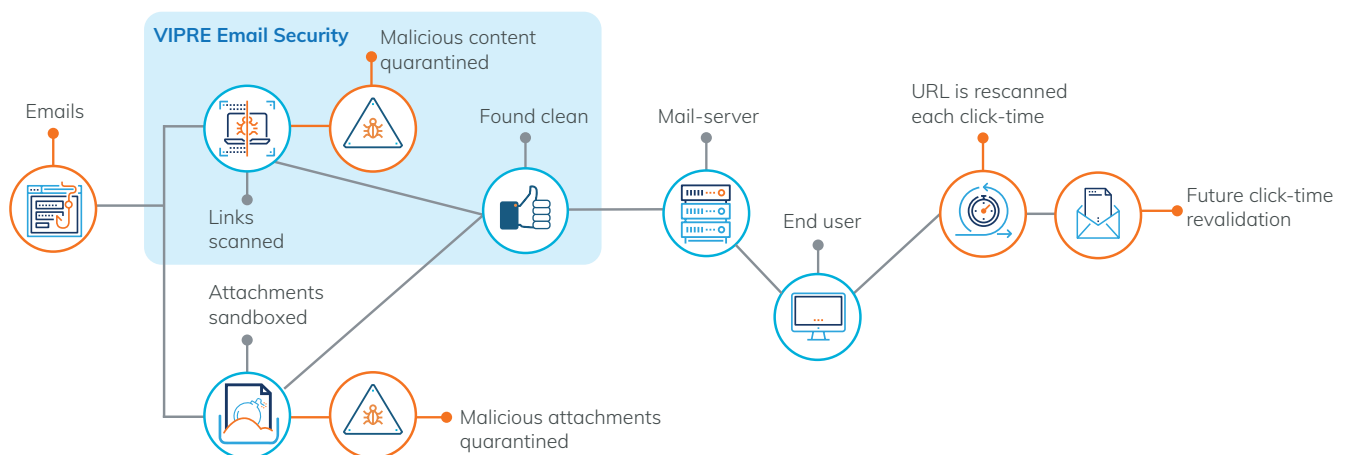 VIPRE Email Security
Malicious content
quarantined
Emails
Links
scanned
Found clean
Attachments
sandboxed
Malicious attachments
quarantined
Mail-server
End user
URL is rescanned
each click-time
Future click-time
revalidation